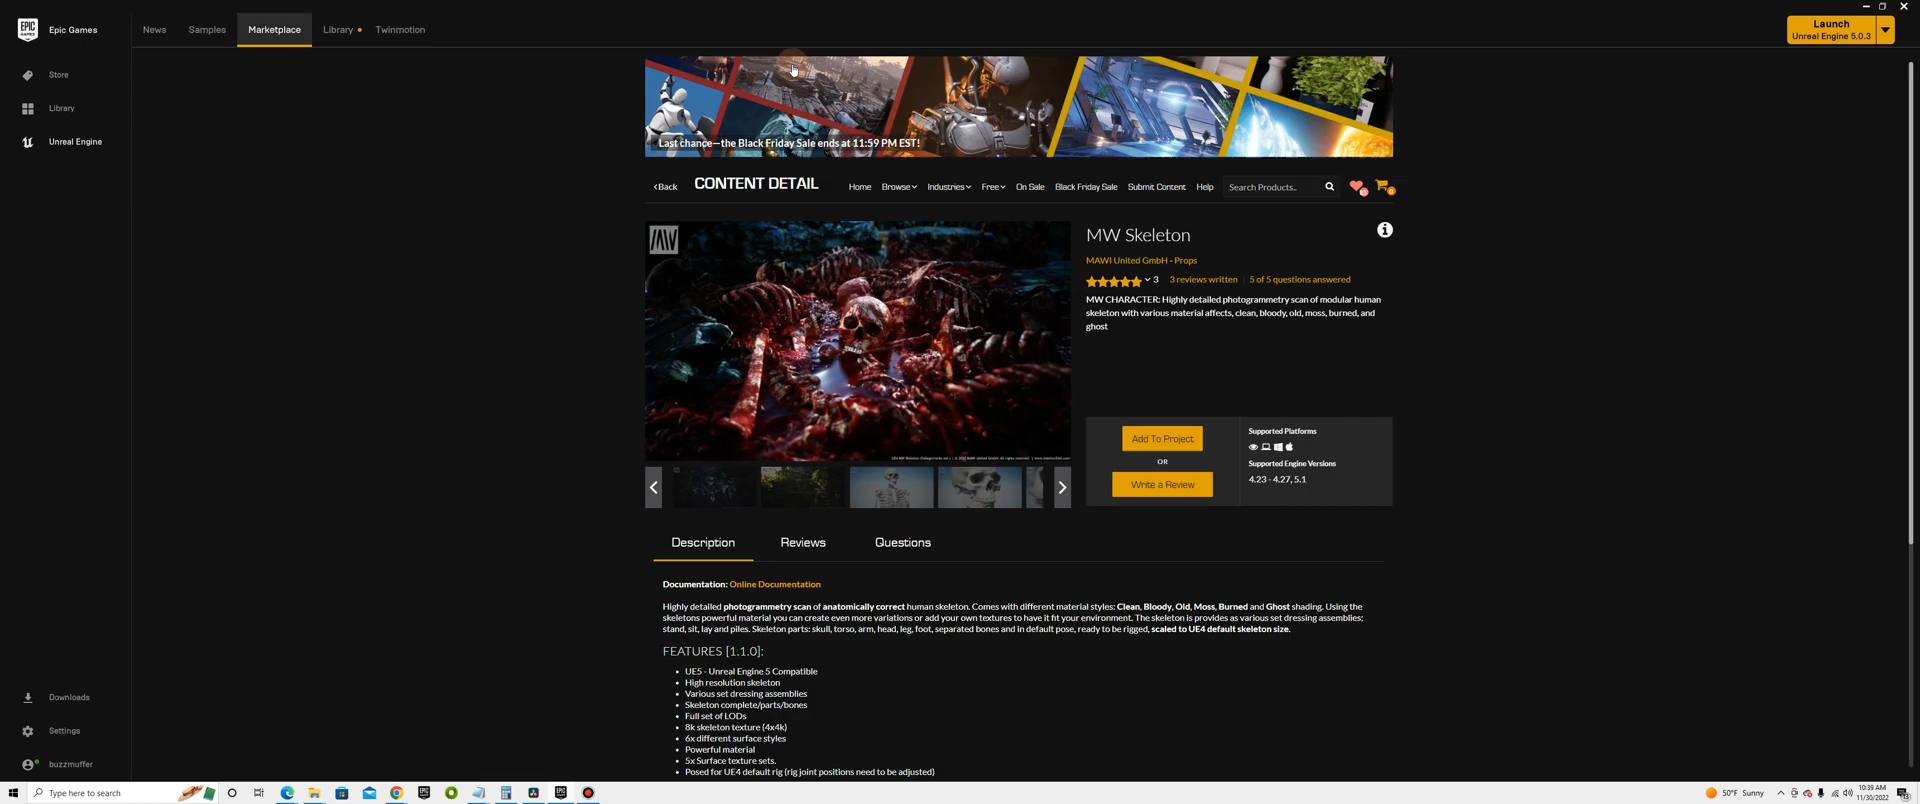 EPIC GAMES
Epic Games
News
Samples
Marketplace
Library
Twinmotion
Launch
Unreal Engine 5.0.3
Store
Library
Unreal Engine
Last chance—the Black Friday Sale ends at 11:59 PM EST!
Back
CONTENT DETAIL
Home
Browse
Industries
Free
On Sale
Black Friday Sale
Submit Content
Help
Search Products..
0
MW
MW Skeleton
MAWI United GmbH - Props
3
3 reviews written
5 of 5 questions answered
MW CHARACTER: Highly detailed photogrammetry scan of modular human
skeleton with various material affects, clean, bloody, old, moss, burned, and
ghost
Add To Project
OR
Write a Review
Supported Platforms
Supported Engine Versions
4.23 - 4.27, 5.1
Description
Reviews
Questions
Documentation: Online Documentation
Highly detailed photogrammetry scan of anatomically correct human skeleton. Comes with different material styles: Clean, Bloody, Old, Moss, Burned and Ghost shading. Using the
skeletons powerful material you can create even more variations or add your own textures to have it fit your environment. The skeleton is provides as various set dressing assemblies;
stand, sit, lay and piles. Skeleton parts: skull, torso, arm, head, leg, foot, separated bones and in default pose, ready to be rigged, scaled to UE4 default skeleton size.
FEATURES [1.1.0]:
• UE5 - Unreal Engine 5 Compatible
• High resolution skeleton
• Various set dressing assemblies
• Skeleton complete/parts/bones
• Full set of LODs
• 8k skeleton texture (4x4k)
• 6x different surface styles
• Powerful material
• 5x Surface texture sets.
• Posed for UE4 default rig (rig joint positions need to be adjusted)
Downloads
Settings
buzzmuffer
Type here to search
50°F Sunny
10:39 AM
11/30/2022